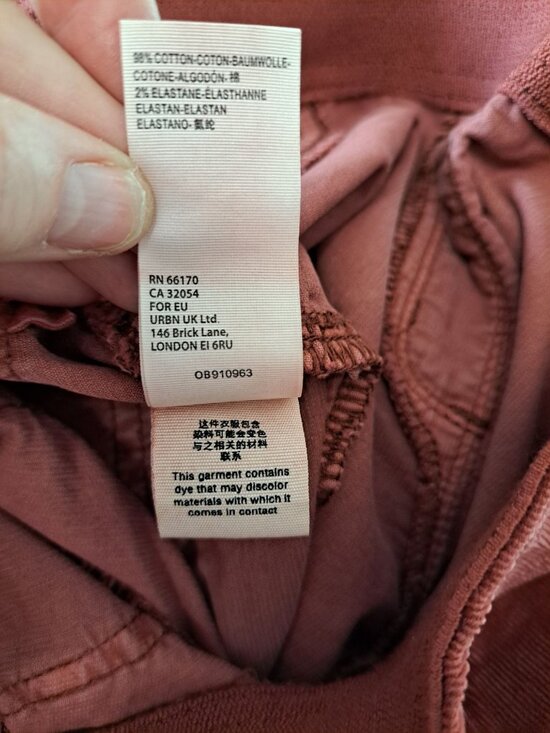 98% COTTON-COTON-BAUMWOLLE-
COTONE-ALGODÓN-棉
2% ELASTANE-ÉLASTHANNE
ELASTAN-ELASTAN
ELASTANO-氨纶
RN 66170
CA 32054
FOR EU
URBN UK Ltd.
146 Brick Lane,
LONDON EI 6RU
OB910963
这件衣服包含
染料可能会变色
与之相关的材料
联系
This garment contains
dye that may discolor
materials with which it
comes in contact